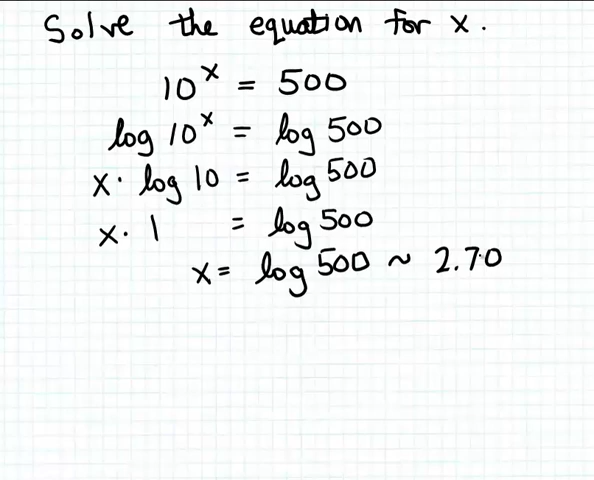 Solve the equation for x.
10^x = 500
log 10^x = log 500
x · log 10 = log 500
x · 1 = log 500
x = log 500 ~ 2.70